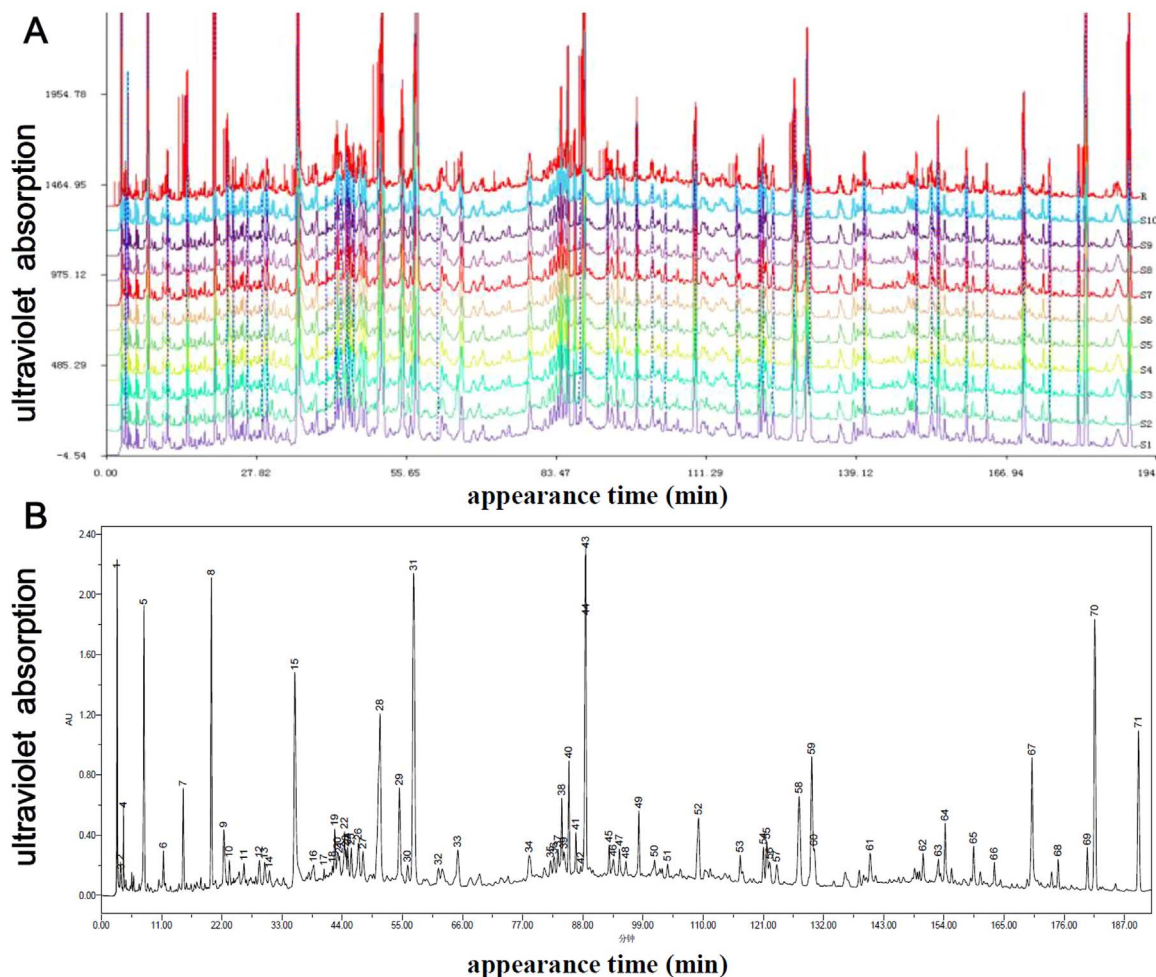 A
ultraviolet absorption
1954.78
1464.95
975.12
485.29
-4.54
R
S10
S9
S8
S7
S6
S5
S4
S3
S2
S1
0.00 27.82 55.65 83.47 111.29 139.12 166.94 194
appearance time (min)
B
ultraviolet absorption
AU
2.40
2.00
1.60
1.20
0.80
0.40
0.00
1 4 5 6 7 8 9 10 11 12 13 14 15 16 17 18 19 22 26 27 28 29 30 31 32 33 34 37 38 39 40 41 42 43 44 45 46 47 48 49 50 51 52 53 54 55 57 58 59 60 61 62 63 64 65 66 67 68 69 70 71
0.00 11.00 22.00 33.00 44.00 55.00 66.00 77.00 88.00 99.00 110.00 121.00 132.00 143.00 154.00 165.00 176.00 187.00
分钟
appearance time (min)